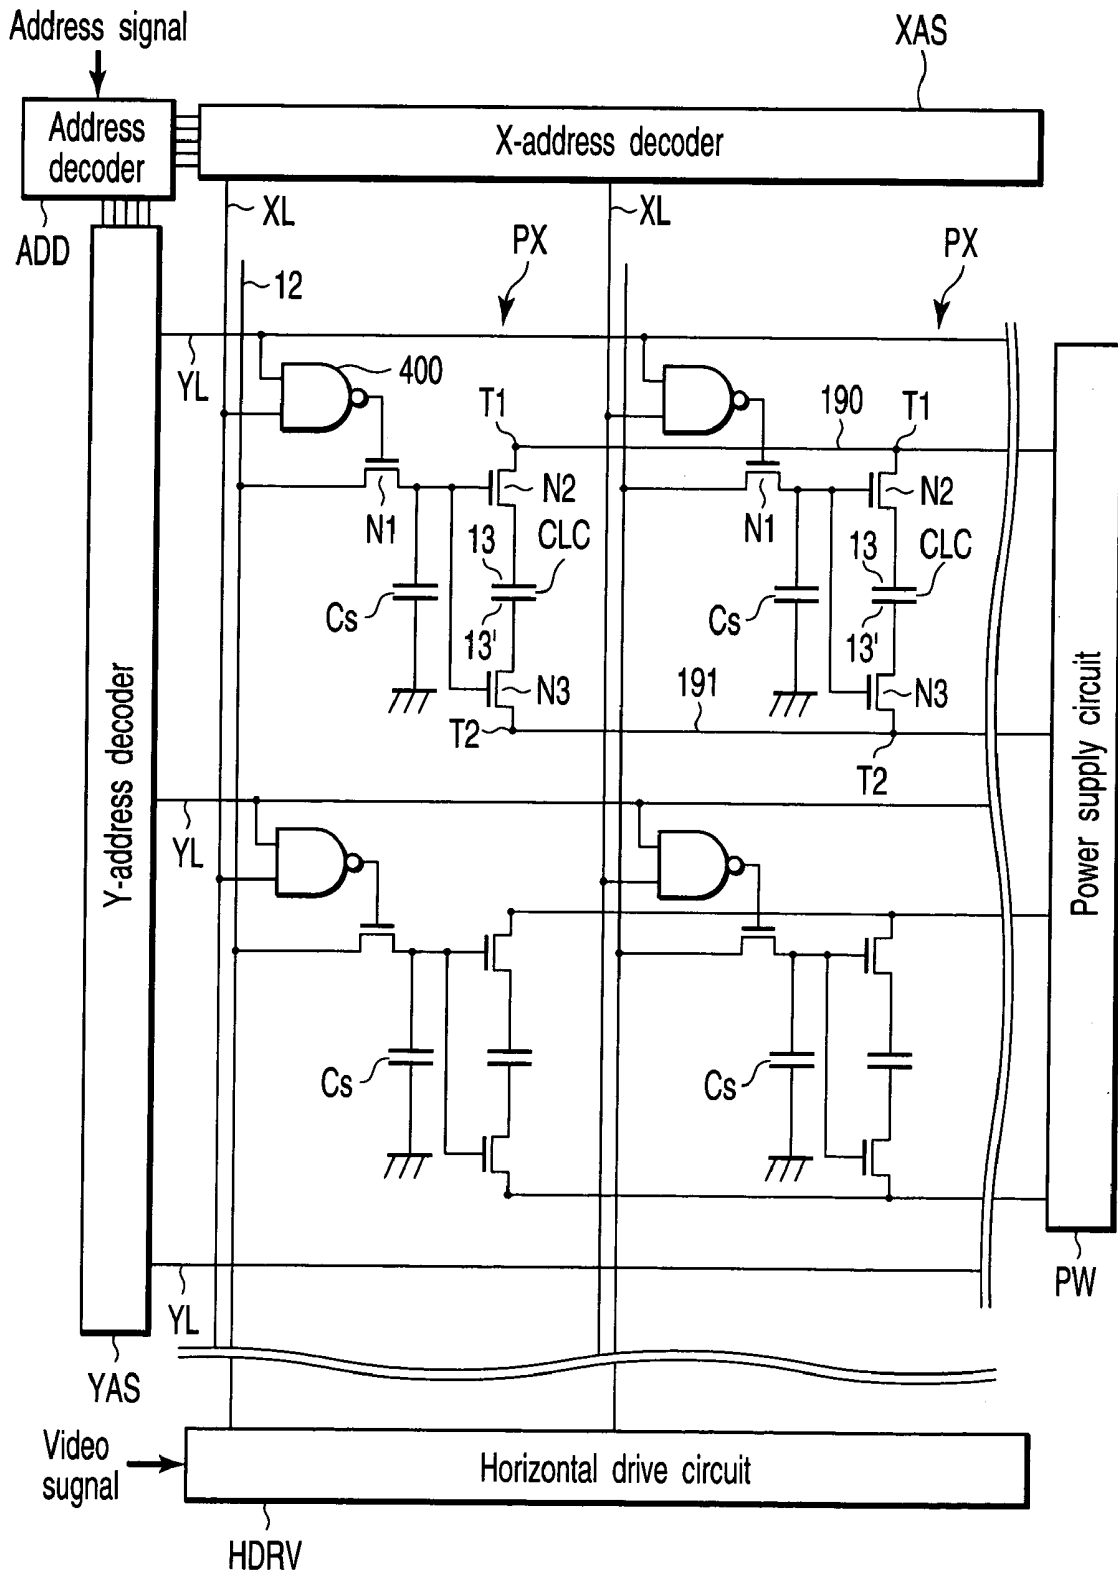 Address signal
XAS
Address
decoder
X-address decoder
ADD
XL
XL
PX
PX
12
YL
400
T1
190
T1
N1
N2
N1
N2
13
CLC
13
CLC
Cs
13'
Cs
13'
N3
191
N3
T2
T2
Y-address decoder
Power supply circuit
YL
Cs
Cs
YL
PW
YAS
Video
sugnal
Horizontal drive circuit
HDRV